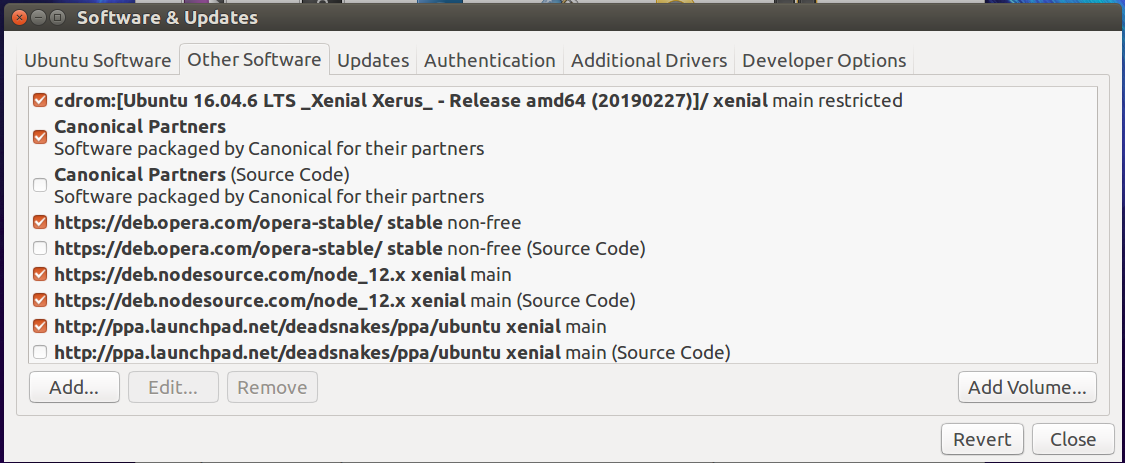 Software & Updates
Ubuntu Software Other Software Updates Authentication Additional Drivers Developer Options
cdrom:[Ubuntu 16.04.6 LTS _Xenial Xerus_ - Release amd64 (20190227)]/ xenial main restricted
Canonical Partners
Software packaged by Canonical for their partners
Canonical Partners (Source Code)
Software packaged by Canonical for their partners
https://deb.opera.com/opera-stable/ stable non-free
https://deb.opera.com/opera-stable/ stable non-free (Source Code)
https://deb.nodesource.com/node_12.x xenial main
https://deb.nodesource.com/node_12.x xenial main (Source Code)
http://ppa.launchpad.net/deadsnakes/ppa/ubuntu xenial main
http://ppa.launchpad.net/deadsnakes/ppa/ubuntu xenial main (Source Code)
Add... Edit... Remove Add Volume...
Revert Close